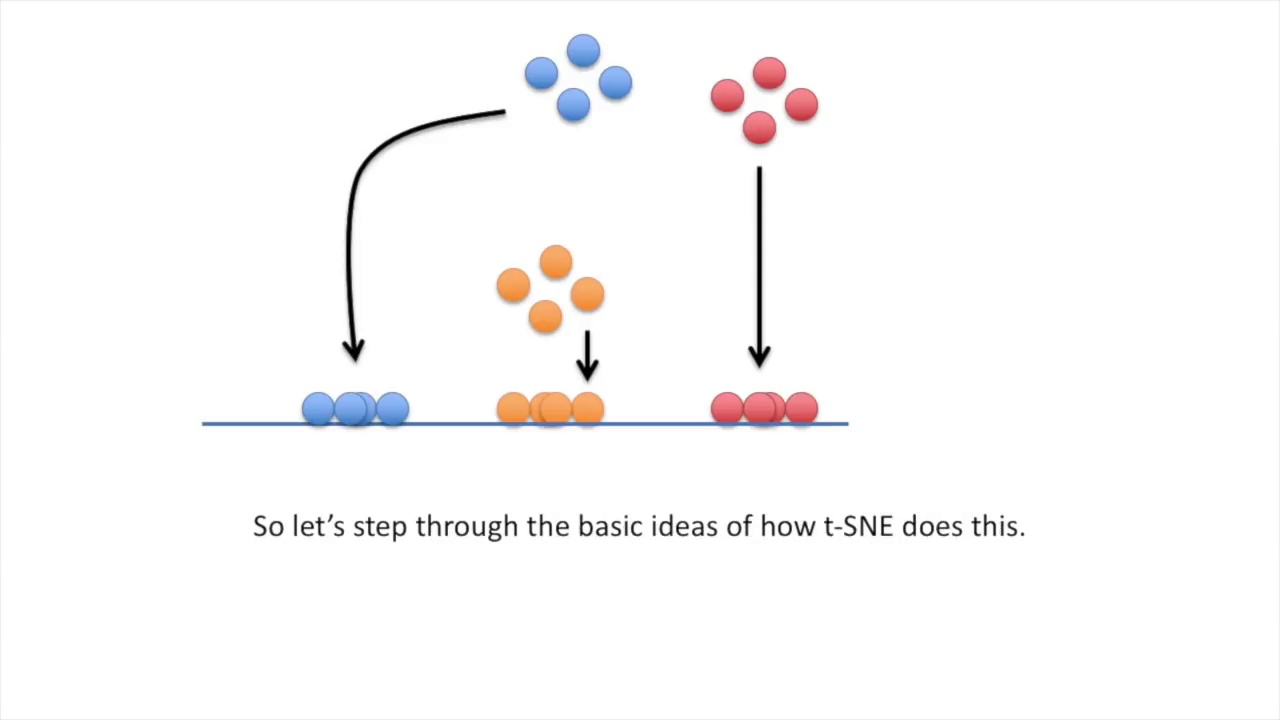 So let’s step through the basic ideas of how t-SNE does this.